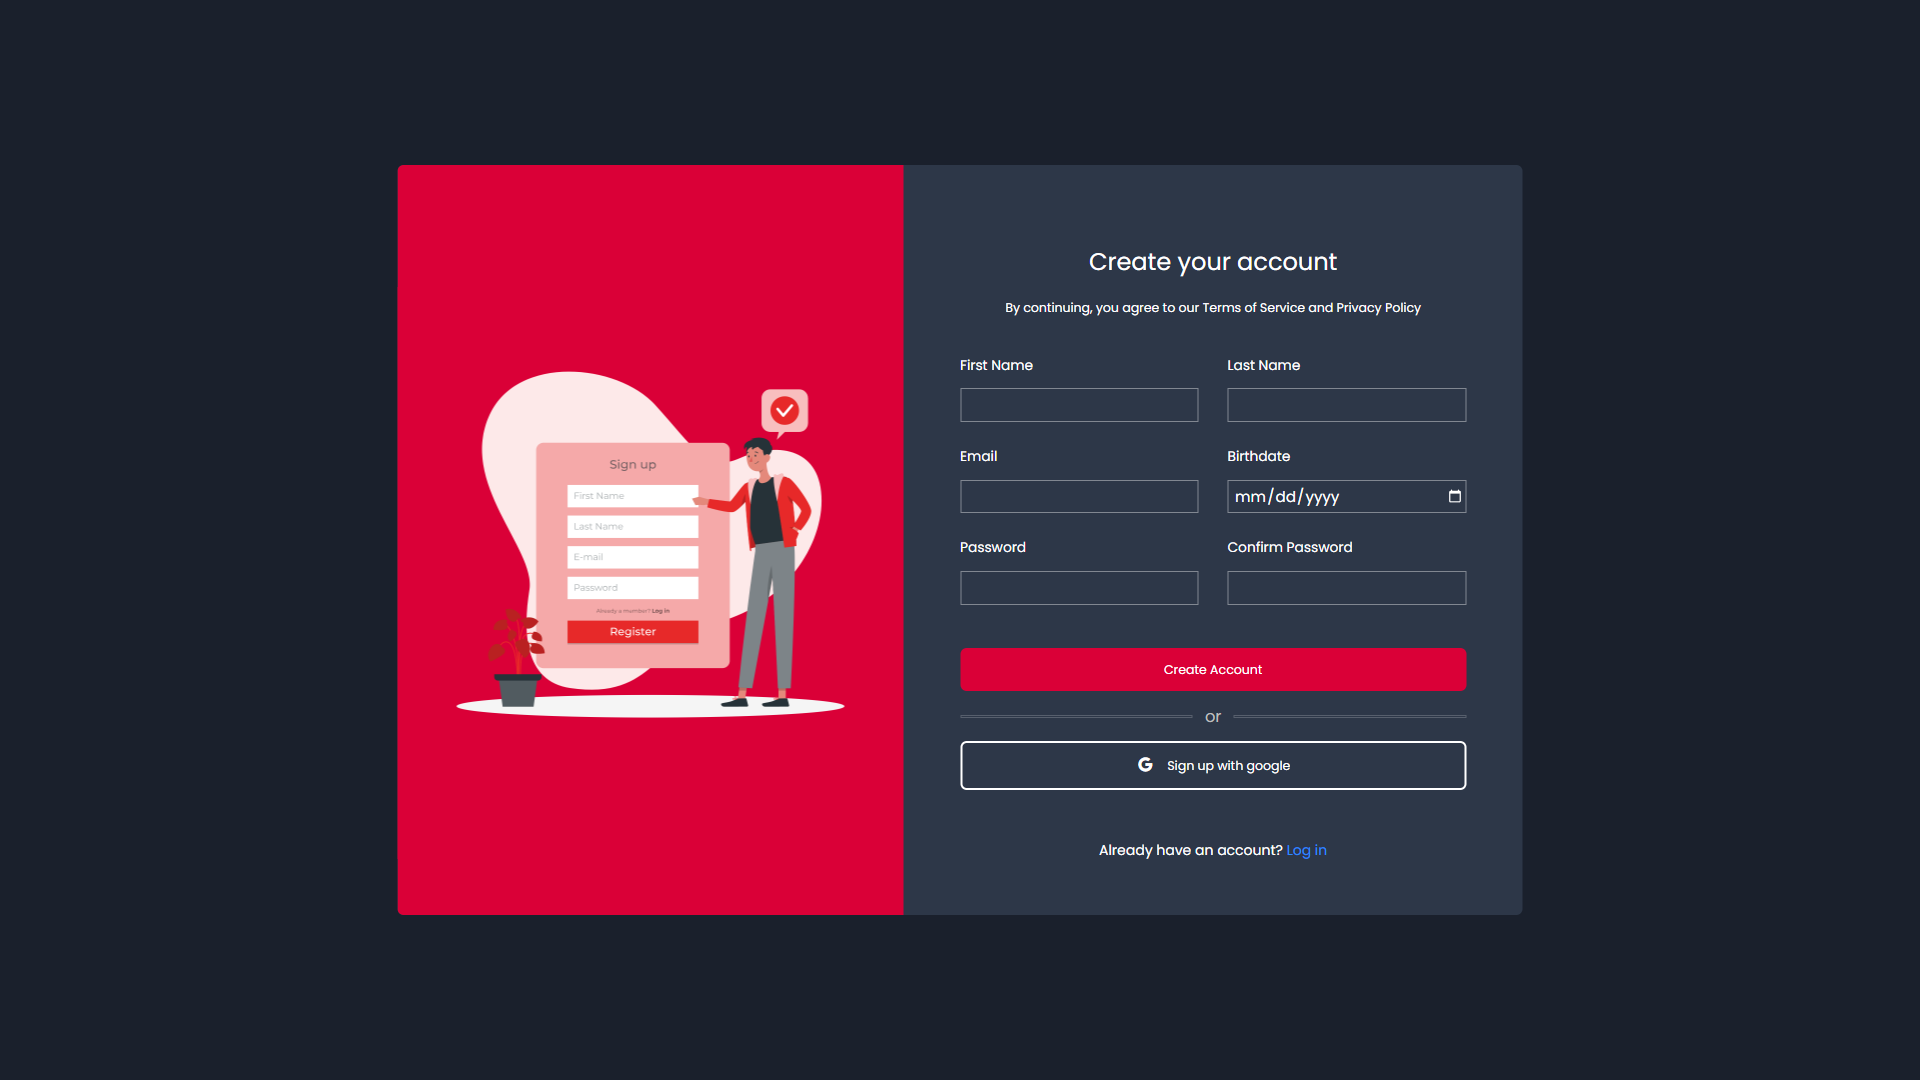 Sign up
First Name
Last Name
E-mail
Password
Already a member? Log in
Register
Create your account
By continuing, you agree to our Terms of Service and Privacy Policy
First Name
Last Name
Email
Birthdate
mm/dd/yyyy
Password
Confirm Password
Create Account
or
Sign up with google
Already have an account? Log in